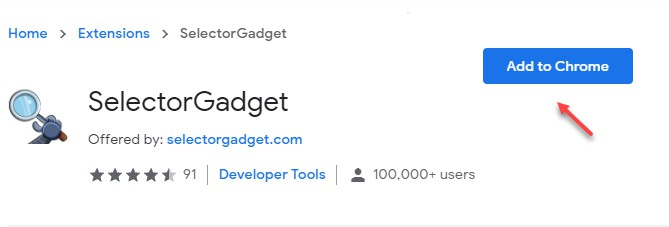 Home > Extensions > SelectorGadget
Add to Chrome
SelectorGadget
Offered by: selectorgadget.com
91 | Developer Tools | 100,000+ users